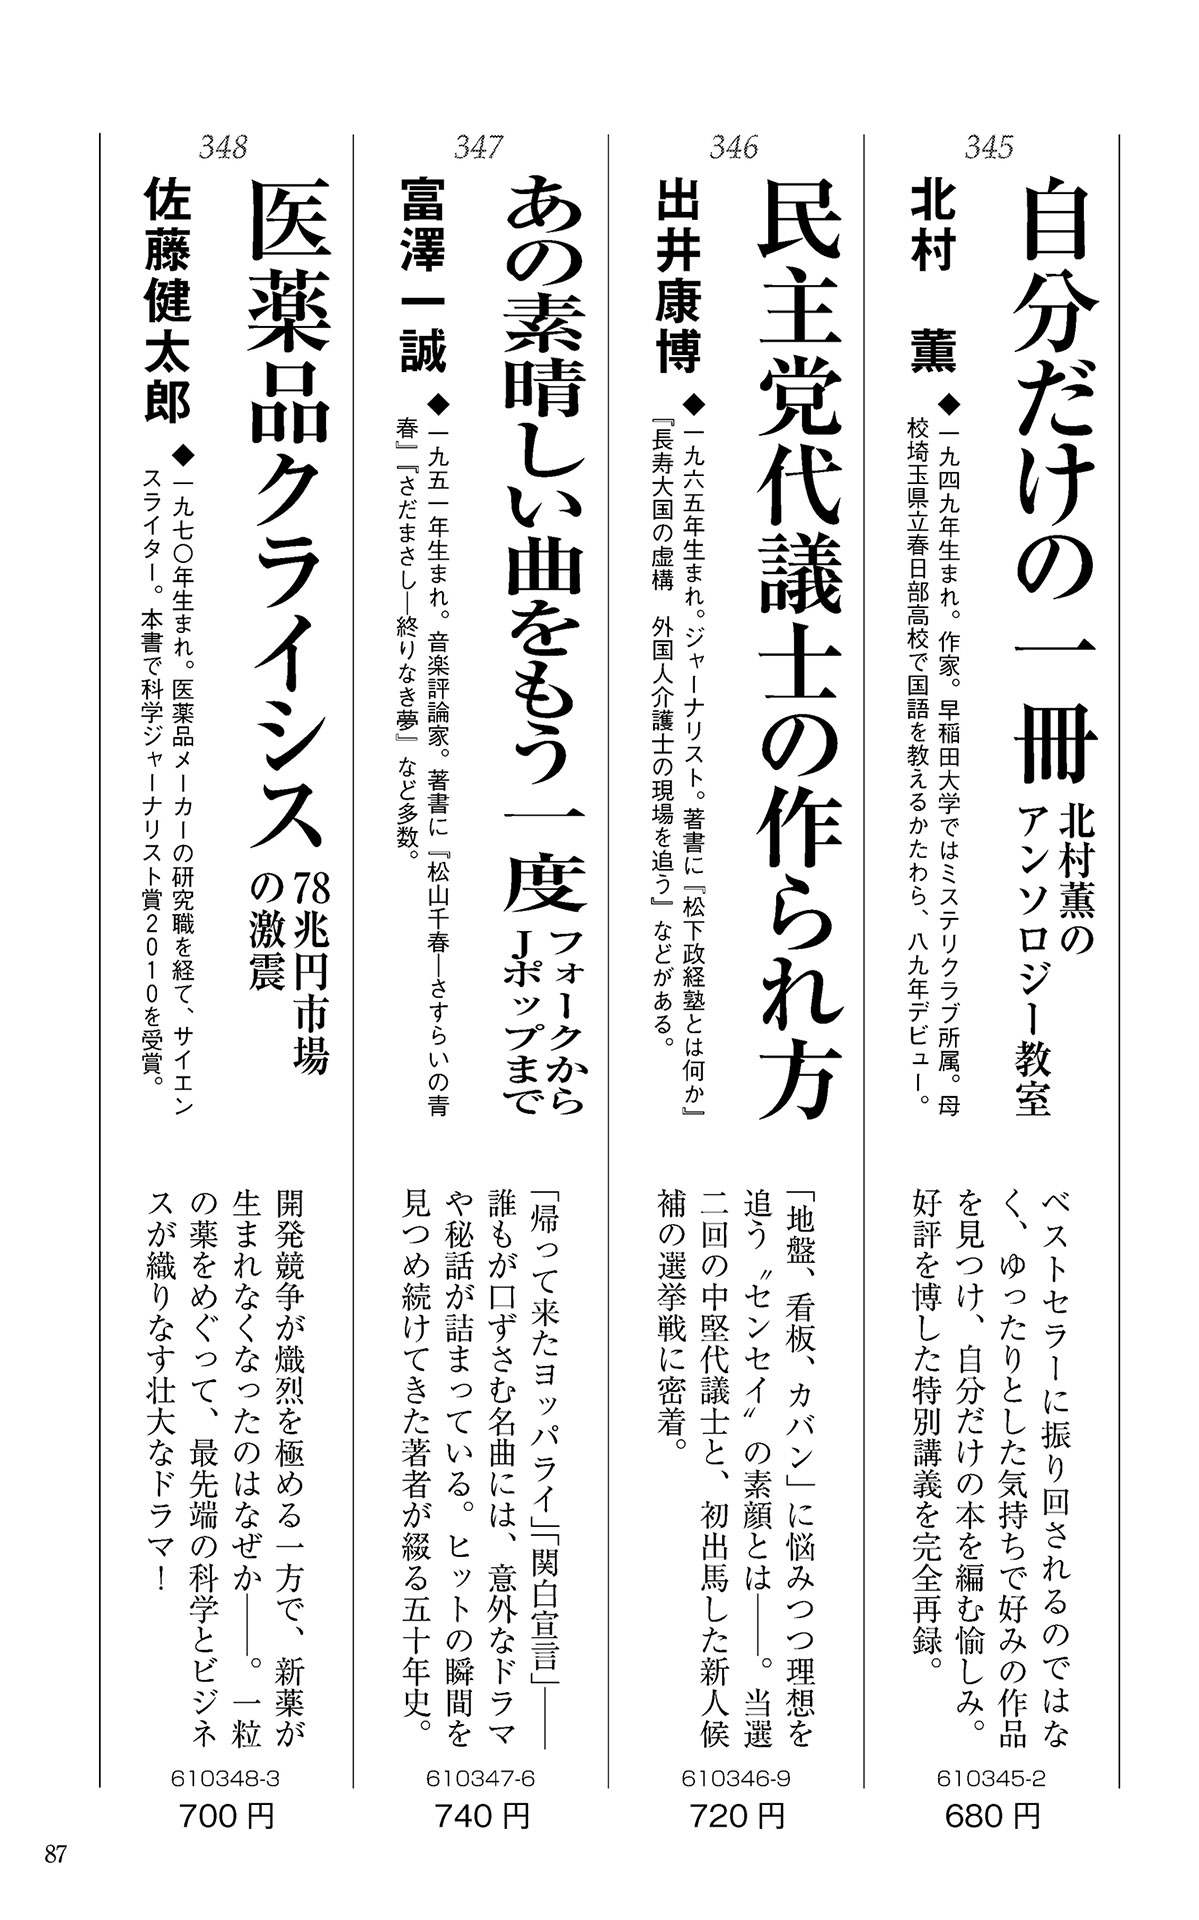 345
自分だけの一冊
北村薫の
アンソロジー教室
北村 薫
◆一九四九年生まれ。作家。早稲田大学ではミステリクラブ所属。母
校埼玉県立春日部高校で国語を教えるかたわら、八九年デビュー。
ベストセラーに振り回されるのではな
く、ゆったりとした気持ちで好みの作品
を見つけ、自分だけの本を編む愉しみ。
好評を博した特別講義を完全再録。
610345-2
680円
346
民主党代議士の作られ方
出井康博
◆一九六五年生まれ。ジャーナリスト。著書に『松下政経塾とは何か』
『長寿大国の虚構 外国人介護士の現場を追う』などがある。
「地盤、看板、カバン」に悩みつつ理想を
追う〝センセイ〟の素顔とは――。当選
二回の中堅代議士と、初出馬した新人候
補の選挙戦に密着。
610346-9
720円
347
あの素晴しい曲をもう一度
フォークから
Jポップまで
富澤一誠
◆一九五一年生まれ。音楽評論家。著書に『松山千春―さすらいの青
春』『さだまさし―終りなき夢』など多数。
「帰って来たヨッパライ」「関白宣言」――
誰もが口ずさむ名曲には、意外なドラマ
や秘話が詰まっている。ヒットの瞬間を
見つめ続けてきた著者が綴る五十年史。
610347-6
740円
348
医薬品クライシス
78兆円市場
の激震
佐藤健太郎
◆一九七〇年生まれ。医薬品メーカーの研究職を経て、サイエン
スライター。本書で科学ジャーナリスト賞2010を受賞。
開発競争が熾烈を極める一方で、新薬が
生まれなくなったのはなぜか――。一粒
の薬をめぐって、最先端の科学とビジネ
スが織りなす壮大なドラマ！
610348-3
700円
87